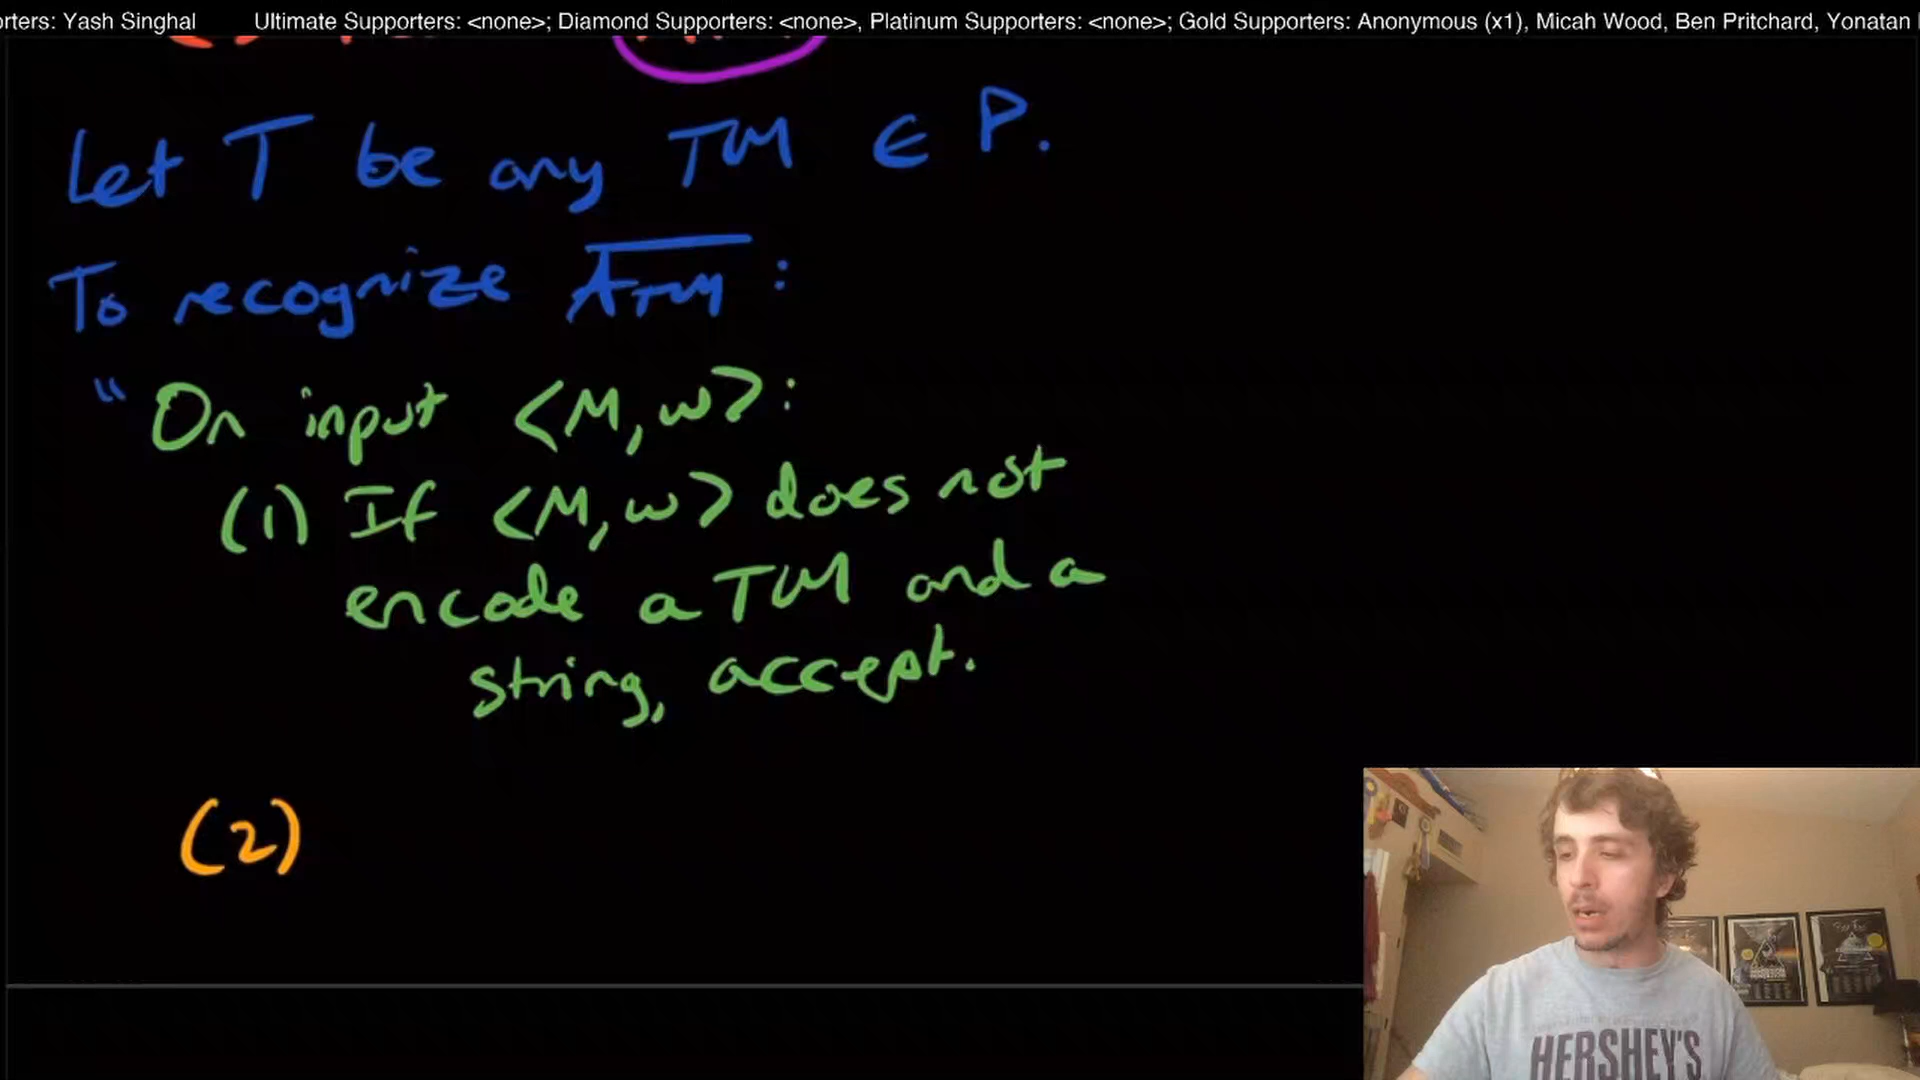 rters: Yash Singhal Ultimate Supporters: <none>; Diamond Supporters: <none>, Platinum Supporters: <none>; Gold Supporters: Anonymous (x1), Micah Wood, Ben Pritchard, Yonatan
Let T be any TM ∈ P.
To recognize \overline{A_{TM}} :
“ On input <M, w> :
(1) If <M, w> does not
encode a TM and a
string, accept.
(2)
HERSHEY'S